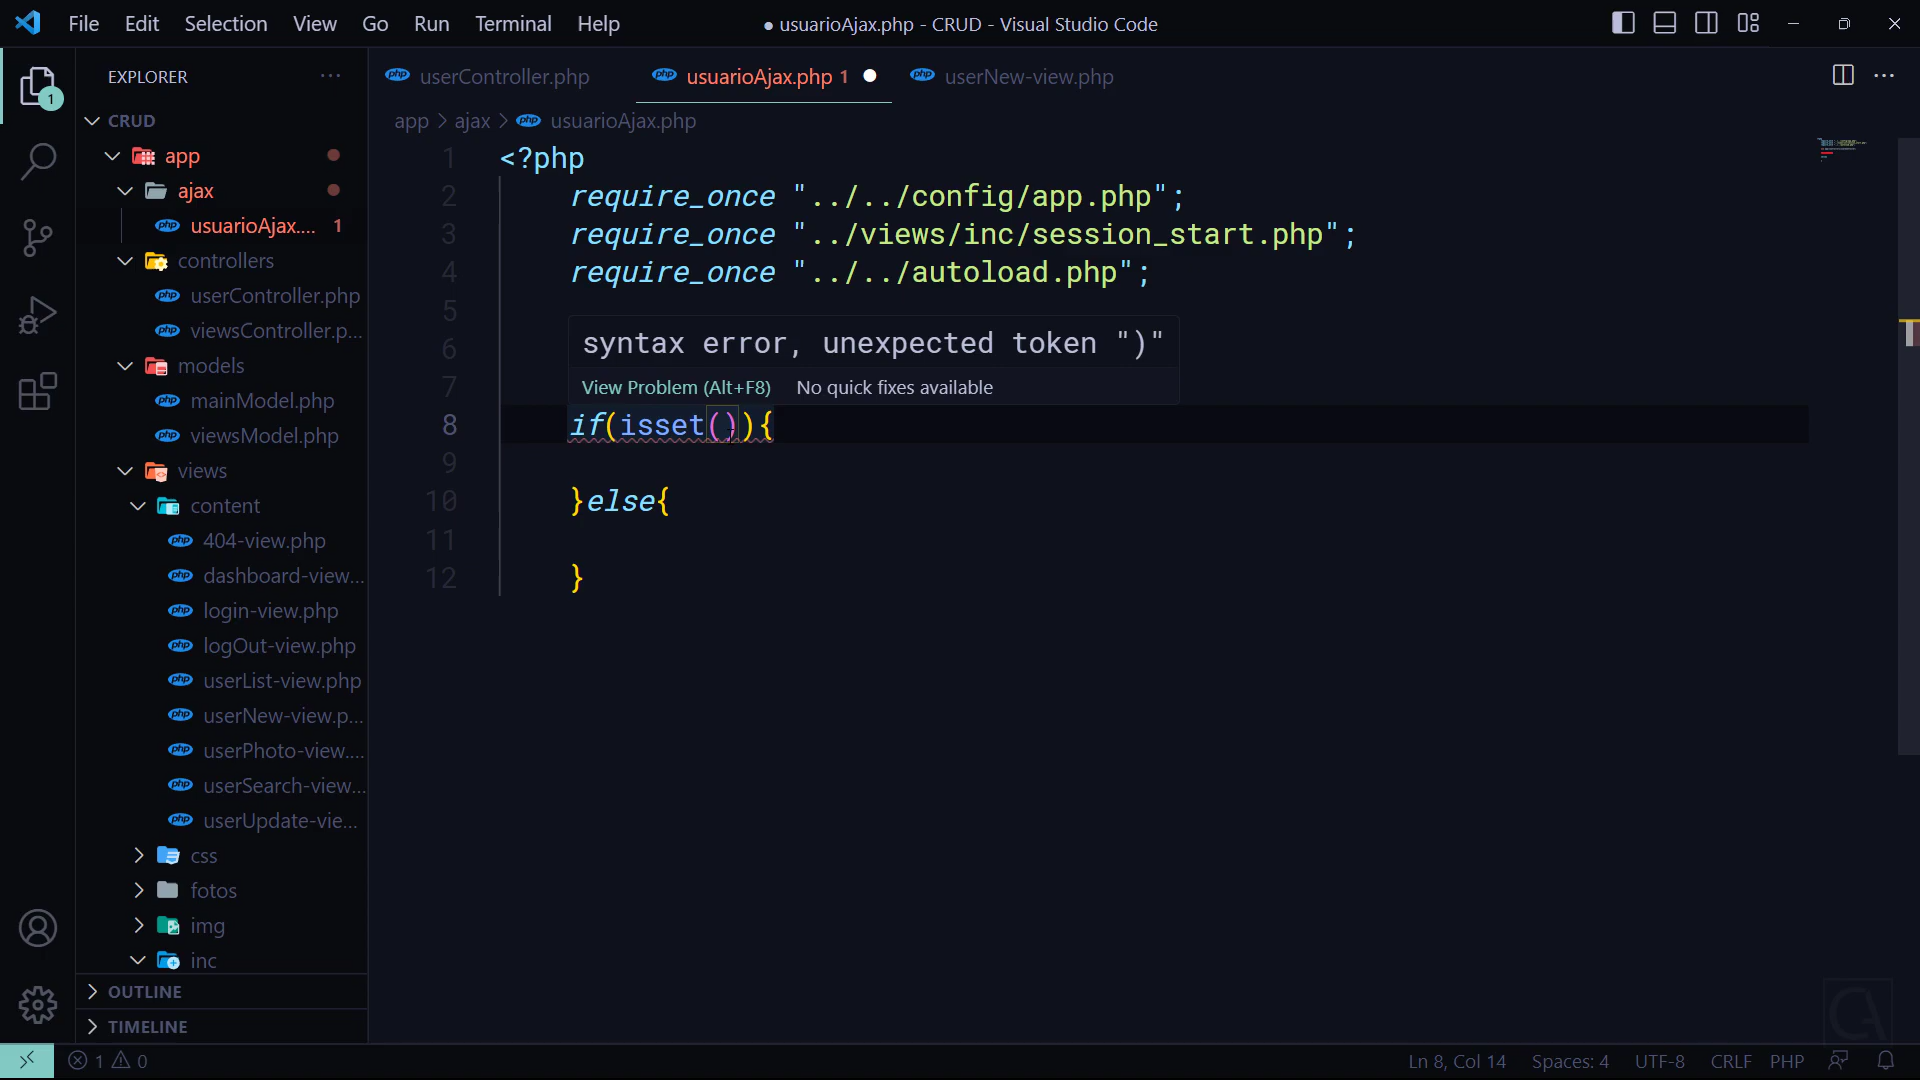 File Edit Selection View Go Run Terminal Help
● usuarioAjax.php - CRUD - Visual Studio Code
EXPLORER
1
CRUD
app
ajax
usuarioAjax.... 1
controllers
userController.php
viewsController.p...
models
mainModel.php
viewsModel.php
views
content
404-view.php
dashboard-view...
login-view.php
logOut-view.php
userList-view.php
userNew-view.p...
userPhoto-view....
userSearch-view...
userUpdate-vie...
css
fotos
img
inc
OUTLINE
TIMELINE
php userController.php php usuarioAjax.php 1 ● php userNew-view.php
app > ajax > php usuarioAjax.php
1 <?php
2 require_once "../../config/app.php";
3 require_once "../views/inc/session_start.php";
4 require_once "../../autoload.php";
5
6 syntax error, unexpected token ")"
7 View Problem (Alt+F8) No quick fixes available
8 if(isset()){
9
10 }else{
11
12 }
1 0
Ln 8, Col 14 Spaces: 4 UTF-8 CRLF PHP